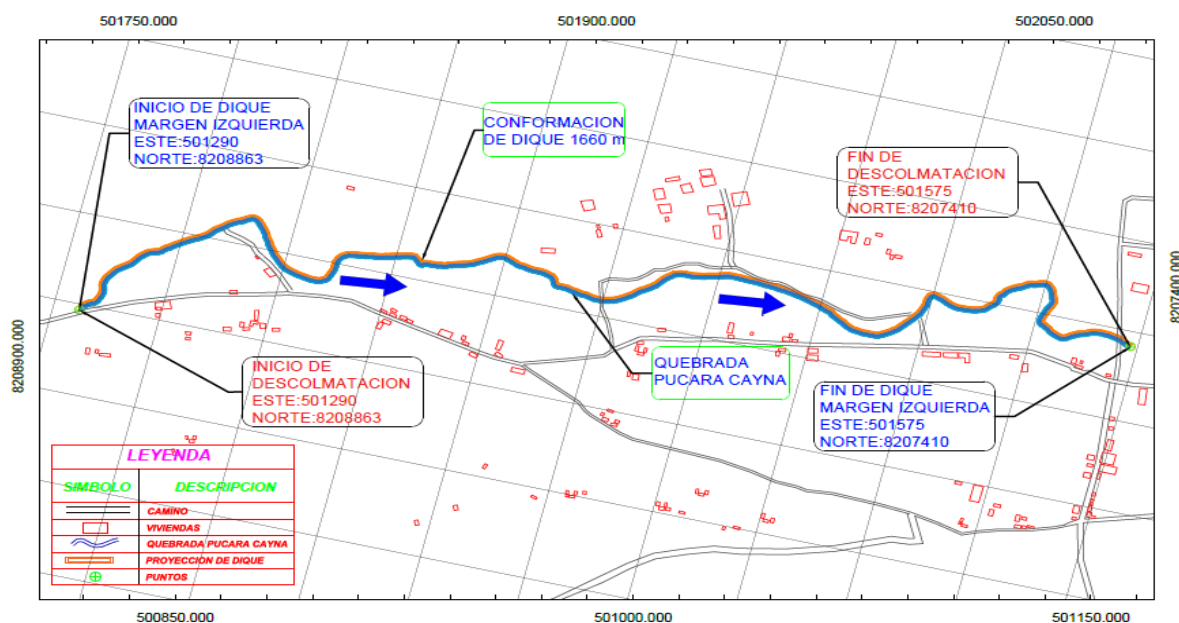 501750.000
501900.000
502050.000
INICIO DE DIQUE
MARGEN IZQUIERDA
ESTE:501290
NORTE:8208863
CONFORMACION
DE DIQUE 1660 m
FIN DE
DESCOLMATACION
ESTE:501575
NORTE:8207410
8208900.000
8207400.000
INICIO DE
DESCOLMATACION
ESTE:501290
NORTE:8208863
QUEBRADA
PUCARA CAYNA
FIN DE DIQUE
MARGEN IZQUIERDA
ESTE:501575
NORTE:8207410
LEYENDA
SIMBOLO DESCRIPCION
CAMINO
VIVIENDAS
QUEBRADA PUCARA CAYNA
PROYECCION DE DIQUE
PUNTOS
500850.000
501000.000
501150.000